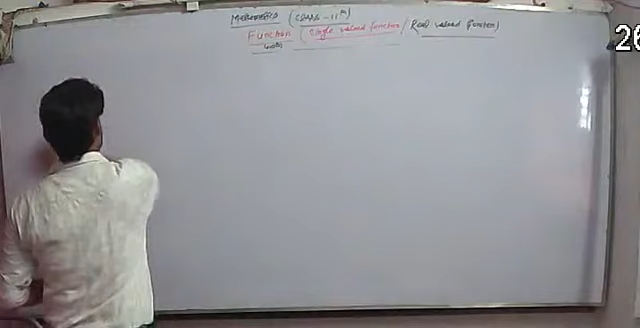 Mathematics (CLASS - 11th)
Function (Single valued function / Real valued function)
26